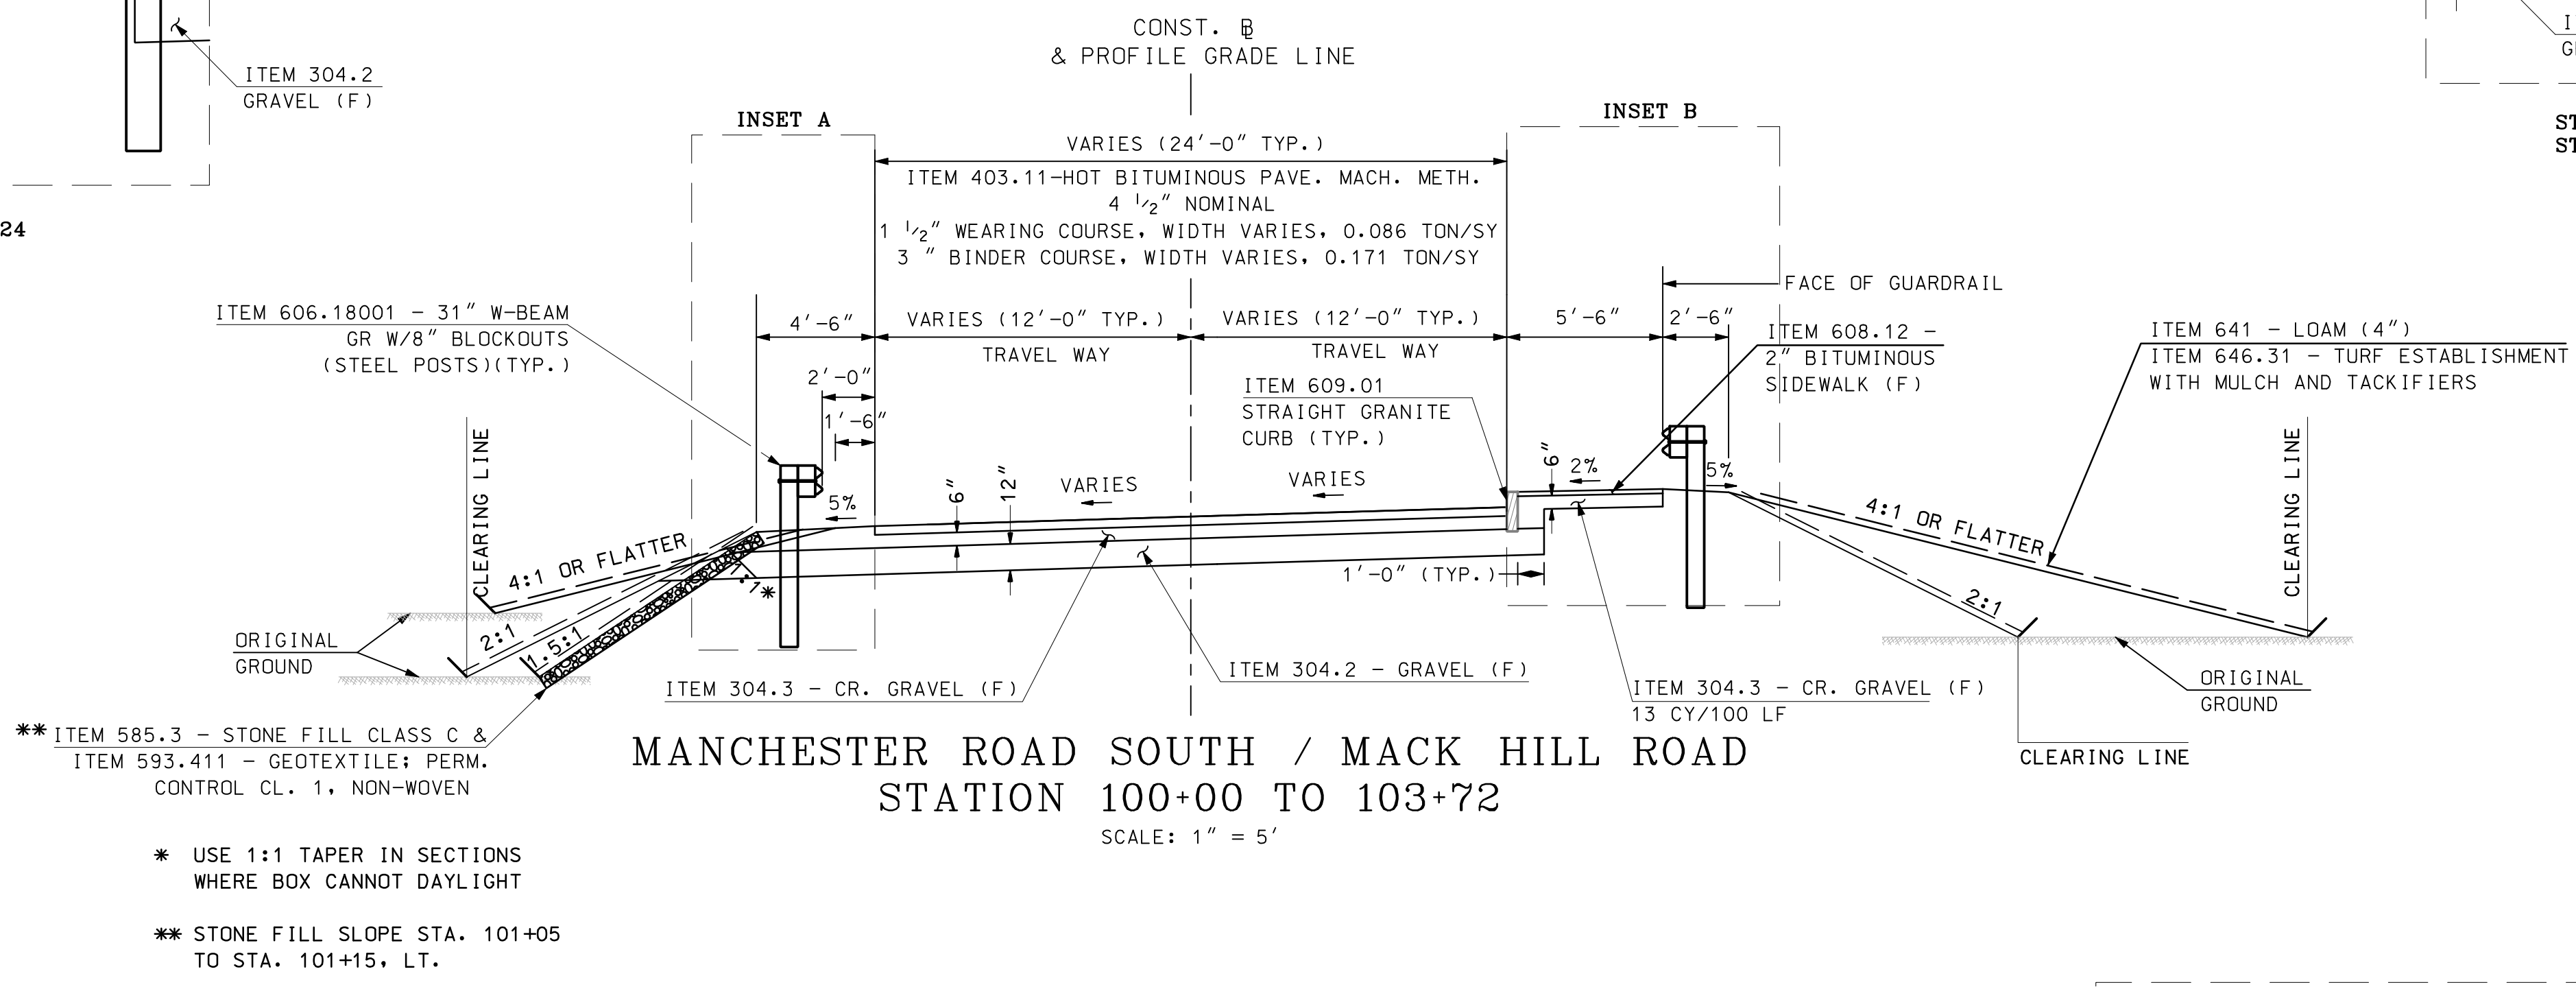 CONST. BL
& PROFILE GRADE LINE
ITEM 304.2
GRAVEL (F)
24
INSET A
INSET B
VARIES (24'-0" TYP.)
ITEM 403.11-HOT BITUMINOUS PAVE. MACH. METH.
4 1/2" NOMINAL
1 1/2" WEARING COURSE, WIDTH VARIES, 0.086 TON/SY
3 " BINDER COURSE, WIDTH VARIES, 0.171 TON/SY
FACE OF GUARDRAIL
ITEM 606.18001 - 31" W-BEAM
GR W/8" BLOCKOUTS
(STEEL POSTS)(TYP.)
4'-6"
VARIES (12'-0" TYP.)
TRAVEL WAY
VARIES (12'-0" TYP.)
TRAVEL WAY
5'-6"
2'-6"
ITEM 608.12 -
2" BITUMINOUS
SIDEWALK (F)
ITEM 641 - LOAM (4")
ITEM 646.31 - TURF ESTABLISHMENT
WITH MULCH AND TACKIFIERS
2'-0"
1'-6"
ITEM 609.01
STRAIGHT GRANITE
CURB (TYP.)
CLEARING LINE
5%
6"
12"
VARIES
VARIES
6"
2%
5%
CLEARING LINE
4:1 OR FLATTER
4:1 OR FLATTER
1:1*
1'-0" (TYP.)
2:1
1.5:1
2:1
ORIGINAL
GROUND
ITEM 304.3 - CR. GRAVEL (F)
ITEM 304.2 - GRAVEL (F)
ITEM 304.3 - CR. GRAVEL (F)
13 CY/100 LF
ORIGINAL
GROUND
CLEARING LINE
** ITEM 585.3 - STONE FILL CLASS C &
ITEM 593.411 - GEOTEXTILE; PERM.
CONTROL CL. 1, NON-WOVEN
MANCHESTER ROAD SOUTH / MACK HILL ROAD
STATION 100+00 TO 103+72
SCALE: 1" = 5'
* USE 1:1 TAPER IN SECTIONS
WHERE BOX CANNOT DAYLIGHT
** STONE FILL SLOPE STA. 101+05
TO STA. 101+15, LT.